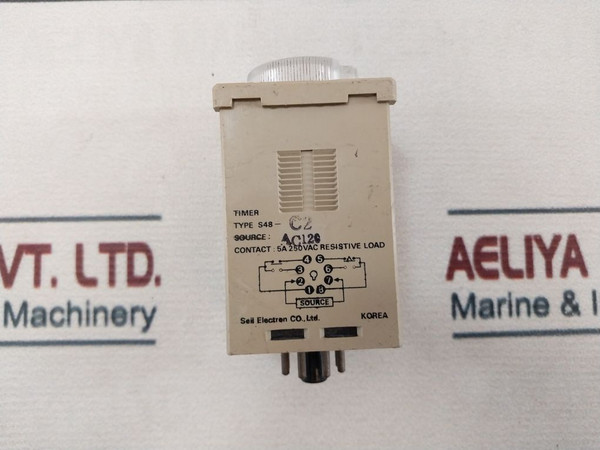 VT. LTD.
Machinery
AELIYA
Marine & I
TIMER
TYPE S48- C2
SOURCE: AC120
CONTACT: 5A 250VAC RESISTIVE LOAD
4 5
3 6
2 7
1 8
SOURCE
Seil Electron CO., Ltd. KOREA